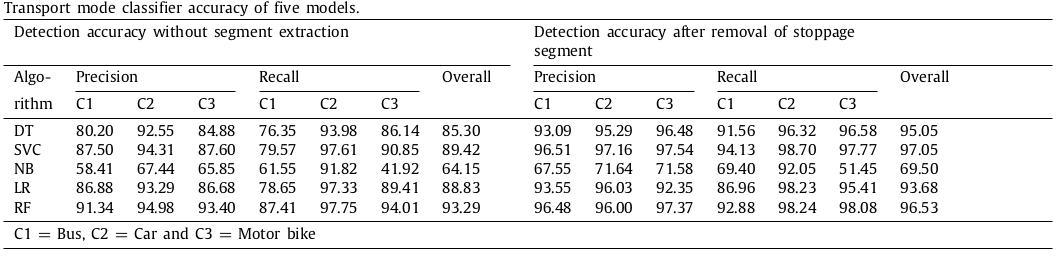 Transport mode classifier accuracy of five models.
Detection accuracy without segment extraction Detection accuracy after removal of stoppage
segment
Algo- Precision Recall Overall Precision Recall Overall
rithm C1 C2 C3 C1 C2 C3 C1 C2 C3 C1 C2 C3
DT 80.20 92.55 84.88 76.35 93.98 86.14 85.30 93.09 95.29 96.48 91.56 96.32 96.58 95.05
SVC 87.50 94.31 87.60 79.57 97.61 90.85 89.42 96.51 97.16 97.54 94.13 98.70 97.77 97.05
NB 58.41 67.44 65.85 61.55 91.82 41.92 64.15 67.55 71.64 71.58 69.40 92.05 51.45 69.50
LR 86.88 93.29 86.68 78.65 97.33 89.41 88.83 93.55 96.03 92.35 86.96 98.23 95.41 93.68
RF 91.34 94.98 93.40 87.41 97.75 94.01 93.29 96.48 96.00 97.37 92.88 98.24 98.08 96.53
C1 = Bus, C2 = Car and C3 = Motor bike